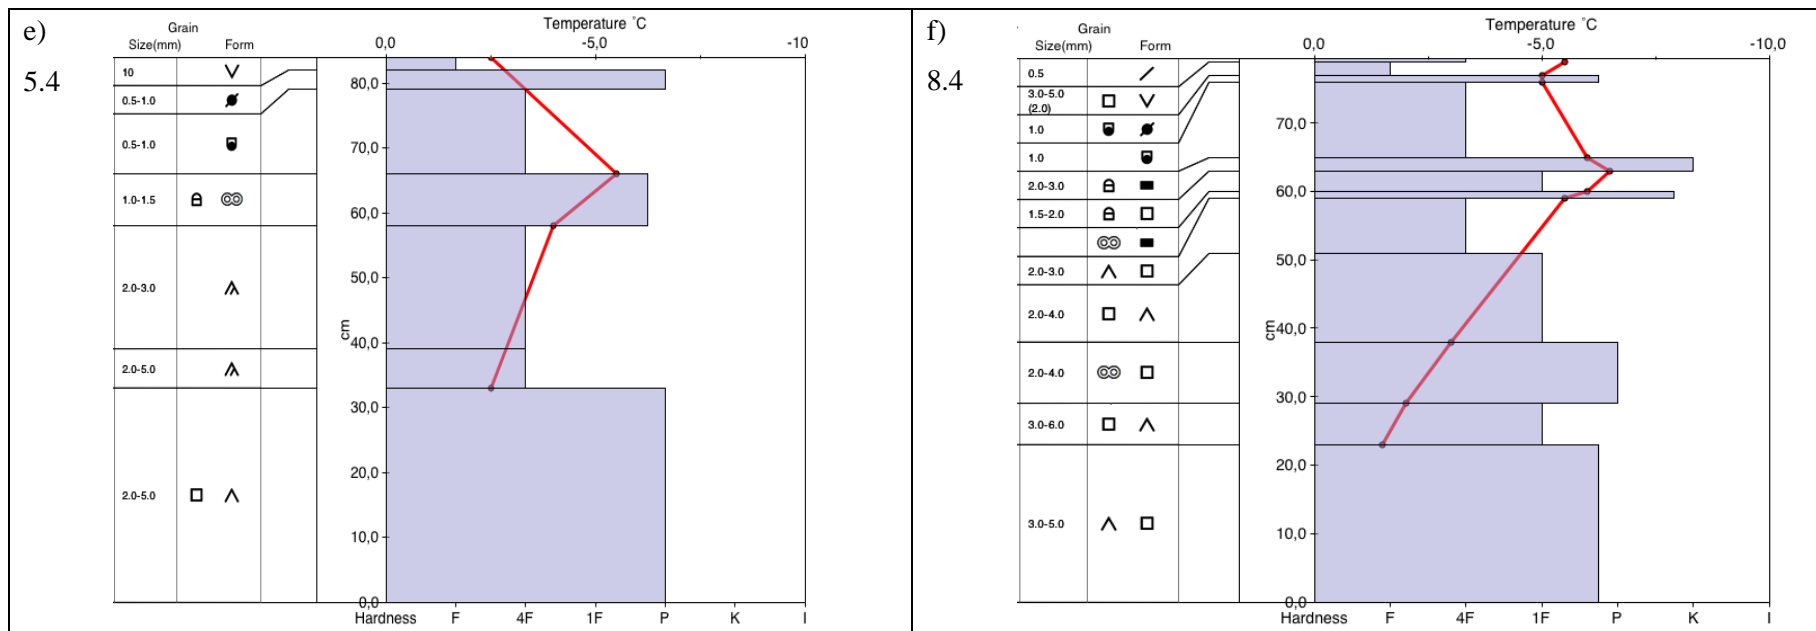 e)
5.4
Grain
Size(mm) Form
Temperature °C
0,0 -5,0 -10
10
0.5-1.0
0.5-1.0
1.0-1.5
2.0-3.0
2.0-5.0
2.0-5.0
80,0
70,0
60,0
50,0
cm
40,0
30,0
20,0
10,0
0,0
Hardness F 4F 1F P K I
f)
8.4
Grain
Size(mm) Form
Temperature °C
0,0 -5,0 -10,0
0.5
3.0-5.0
(2.0)
1.0
1.0
2.0-3.0
1.5-2.0
2.0-3.0
2.0-4.0
2.0-4.0
3.0-6.0
3.0-5.0
70,0
60,0
50,0
cm
40,0
30,0
20,0
10,0
0,0
Hardness F 4F 1F P K I